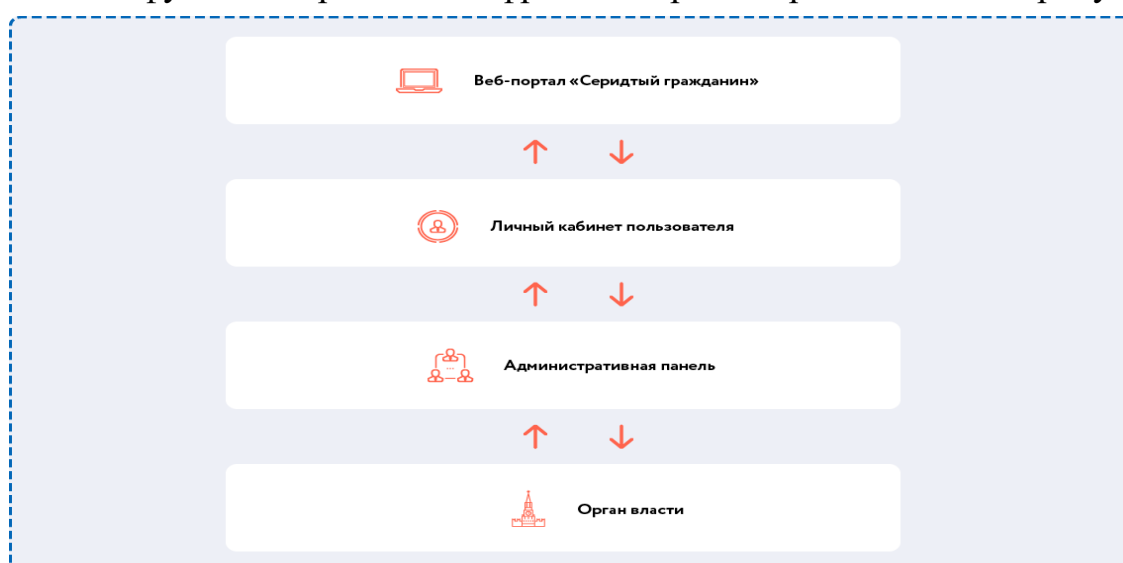 Веб-портал «Серидтый гражданин»
Личный кабинет пользователя
Административная панель
Орган власти